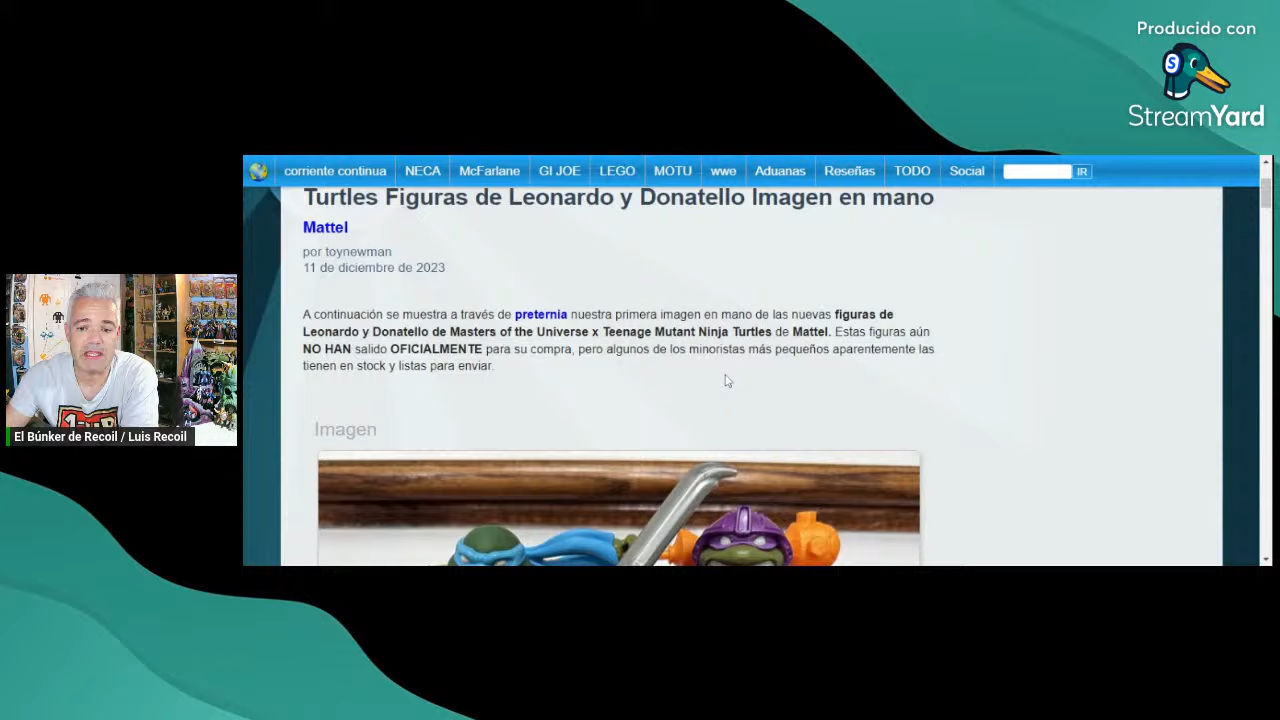 Producido con
StreamYard
corriente continua NECA McFarlane GI JOE LEGO MOTU wwe Aduanas Reseñas TODO Social IR
Turtles Figuras de Leonardo y Donatello Imagen en mano
Mattel
por toynewman
11 de diciembre de 2023
A continuación se muestra a través de preternia nuestra primera imagen en mano de las nuevas figuras de
Leonardo y Donatello de Masters of the Universe x Teenage Mutant Ninja Turtles de Mattel. Estas figuras aún
NO HAN salido OFICIALMENTE para su compra, pero algunos de los minoristas más pequeños aparentemente las
tienen en stock y listas para enviar.
Imagen
El Búnker de Recoil / Luis Recoil